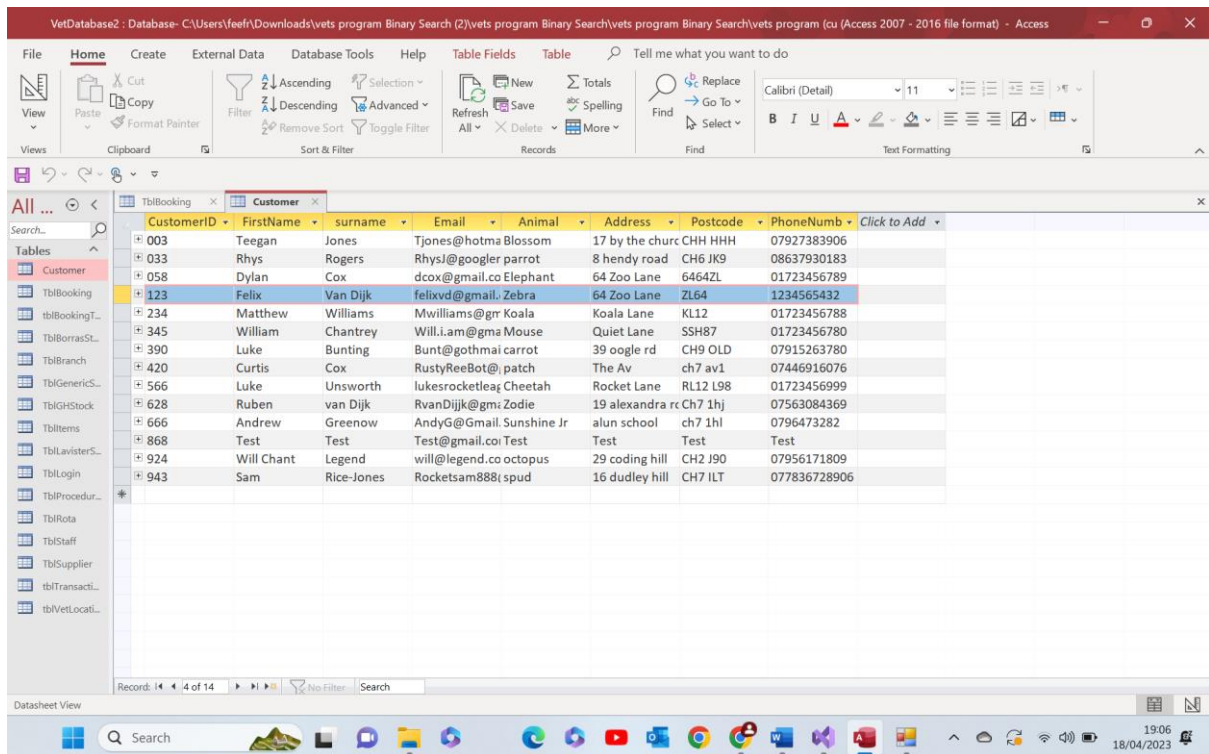 VetDatabase2 : Database- C:\Users\feefr\Downloads\vets program Binary Search (2)\vets program Binary Search\vets program Binary Search\vets program (cu (Access 2007 - 2016 file format) - Access
File Home Create External Data Database Tools Help Table Fields Table Tell me what you want to do
View Paste Cut Copy Format Painter Filter Ascending Descending Remove Sort Selection Advanced Toggle Filter Refresh All New Save Delete Totals Spelling More Find Replace Go To Select Calibri (Detail) 11 B I U A
Views Clipboard Sort & Filter Records Find Text Formatting
All ... TblBooking Customer
Search...
Tables
Customer
TblBooking
tblBookingT...
TblBorrasSt...
TblBranch
TblGenericS...
TblGHStock
TblItems
TblLavisterS...
TblLogin
TblProcedur...
TblRota
TblStaff
TblSupplier
tblTransacti...
tblVetLocati...
CustomerID FirstName surname Email Animal Address Postcode PhoneNumb Click to Add
003 Teegan Jones Tjones@hotma Blossom 17 by the churc CHH HHH 07927383906
033 Rhys Rogers RhysJ@googler parrot 8 hendy road CH6 JK9 08637930183
058 Dylan Cox dcox@gmail.co Elephant 64 Zoo Lane 6464ZL 01723456789
123 Felix Van Dijk felixvd@gmail. Zebra 64 Zoo Lane ZL64 1234565432
234 Matthew Williams Mwilliams@gm Koala Koala Lane KL12 01723456788
345 William Chantrey Will.i.am@gma Mouse Quiet Lane SSH87 01723456780
390 Luke Bunting Bunt@gothmai carrot 39 oogle rd CH9 OLD 07915263780
420 Curtis Cox RustyReeBot@ patch The Av ch7 av1 07446916076
566 Luke Unsworth lukesrocketleag Cheetah Rocket Lane RL12 L98 01723456999
628 Ruben van Dijk RvanDijjk@gma Zodie 19 alexandra rc Ch7 1hj 07563084369
666 Andrew Greenow AndyG@Gmail. Sunshine Jr alun school ch7 1hl 0796473282
868 Test Test Test@gmail.co Test Test Test Test
924 Will Chant Legend will@legend.co octopus 29 coding hill CH2 J90 07956171809
943 Sam Rice-Jones Rocketsam888( spud 16 dudley hill CH7 ILT 077836728906
Record: 4 of 14 No Filter Search
Datasheet View
Search 19:06
18/04/2023